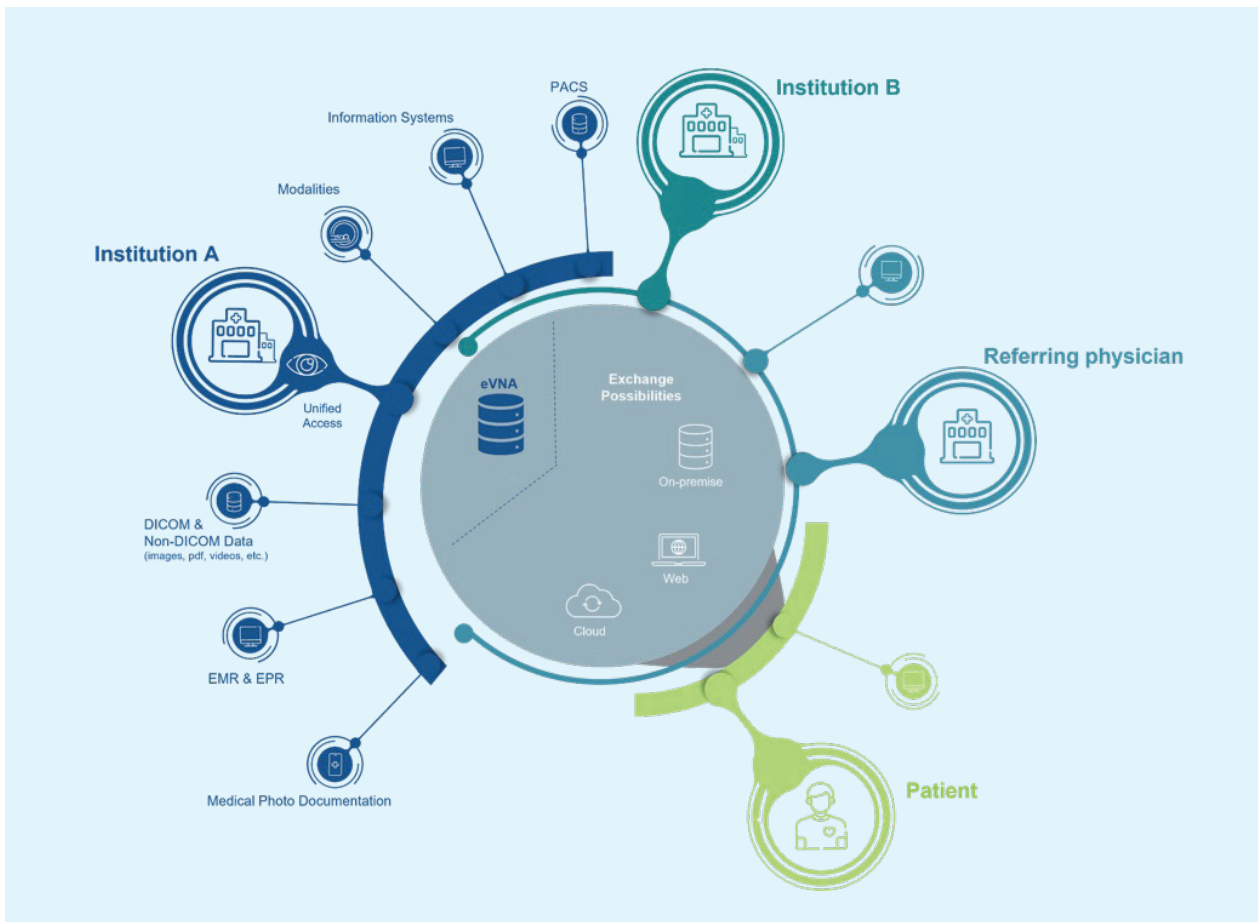 PACS
Institution B
Information Systems
Modalities
Institution A
Unified
Access
eVNA
Exchange
Possibilities
Referring physician
On-premise
DICOM &
Non-DICOM Data
(images, pdf, videos, etc.)
Web
Cloud
EMR & EPR
Medical Photo Documentation
Patient